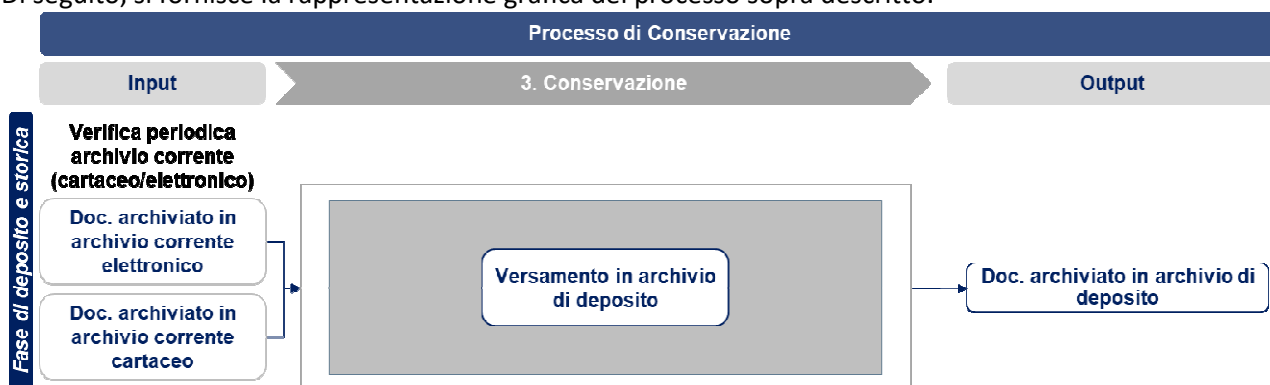 Di seguito, si fornisce la rappresentazione grafica del processo sopra descritto.
Processo di Conservazione
Input
3. Conservazione
Output
Fase di deposito e storica
Verifica periodica
archivio corrente
(cartaceo/elettronico)
Doc. archiviato in
archivio corrente
elettronico
Doc. archiviato in
archivio corrente
cartaceo
Versamento in archivio
di deposito
Doc. archiviato in archivio di
deposito